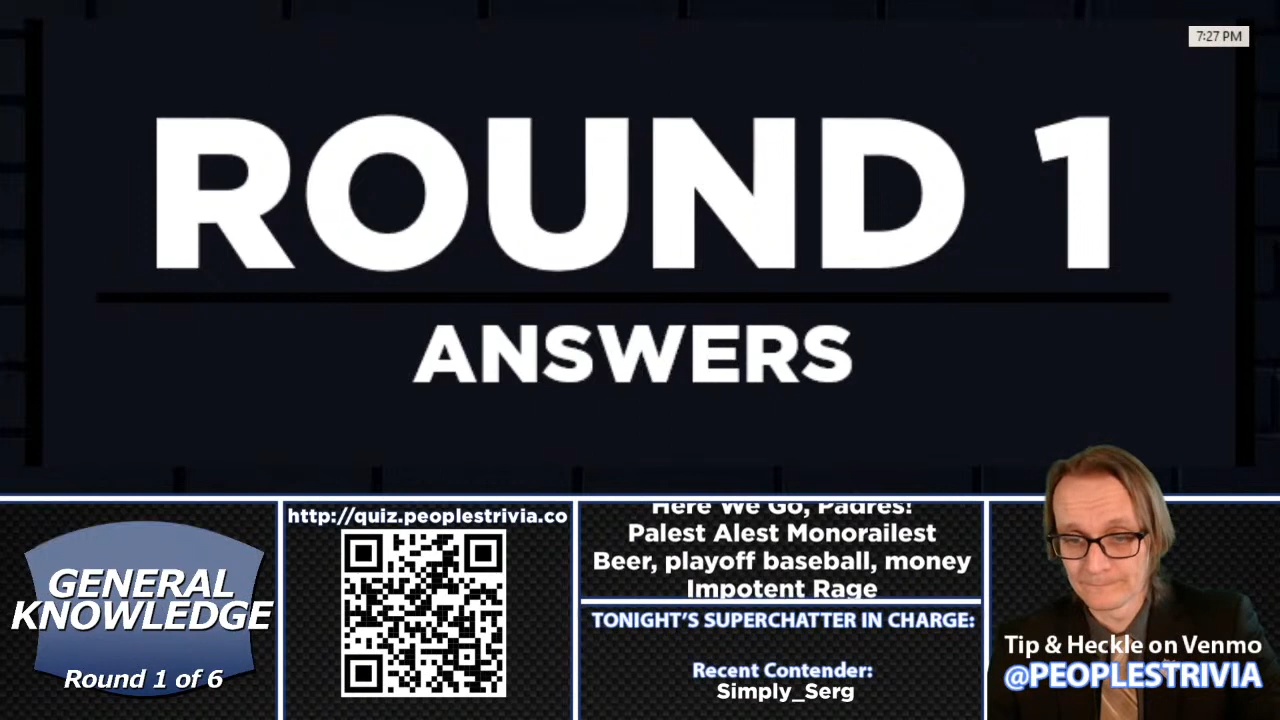 7:27 PM
ROUND 1
ANSWERS
GENERAL
KNOWLEDGE
Round 1 of 6
http://quiz.peoplestrivia.co
Here We Go, Padres!
Palest Alest Monorailest
Beer, playoff baseball, money
Impotent Rage
TONIGHT'S SUPERCHATTER IN CHARGE:
Recent Contender:
Simply_Serg
Tip & Heckle on Venmo
@PEOPLESTRIVIA